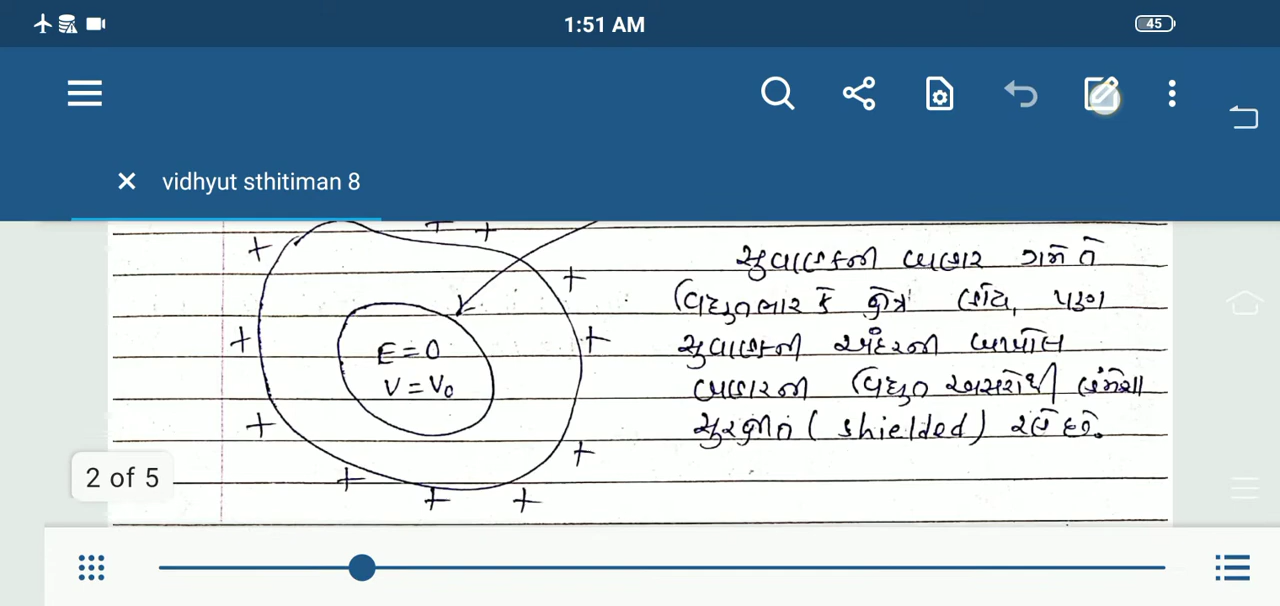 1:51 AM
45
vidhyut sthitiman 8
સુવાહકની બહાર ગમે તે
વિદ્યુતભાર કે ક્ષેત્ર હોય, પણ
સુવાહકની અંદરની બખોલ
બહારની વિદ્યુત અસરોથી હંમેશા
સુરક્ષીત (shielded) રહે છે.
E = 0
V = V₀
2 of 5